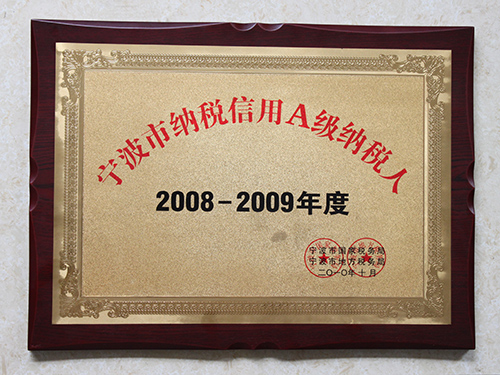 宁波市纳税信用A级纳税人
2008-2009年度
宁波市国家税务局
宁波市地方税务局
二〇一〇年十月